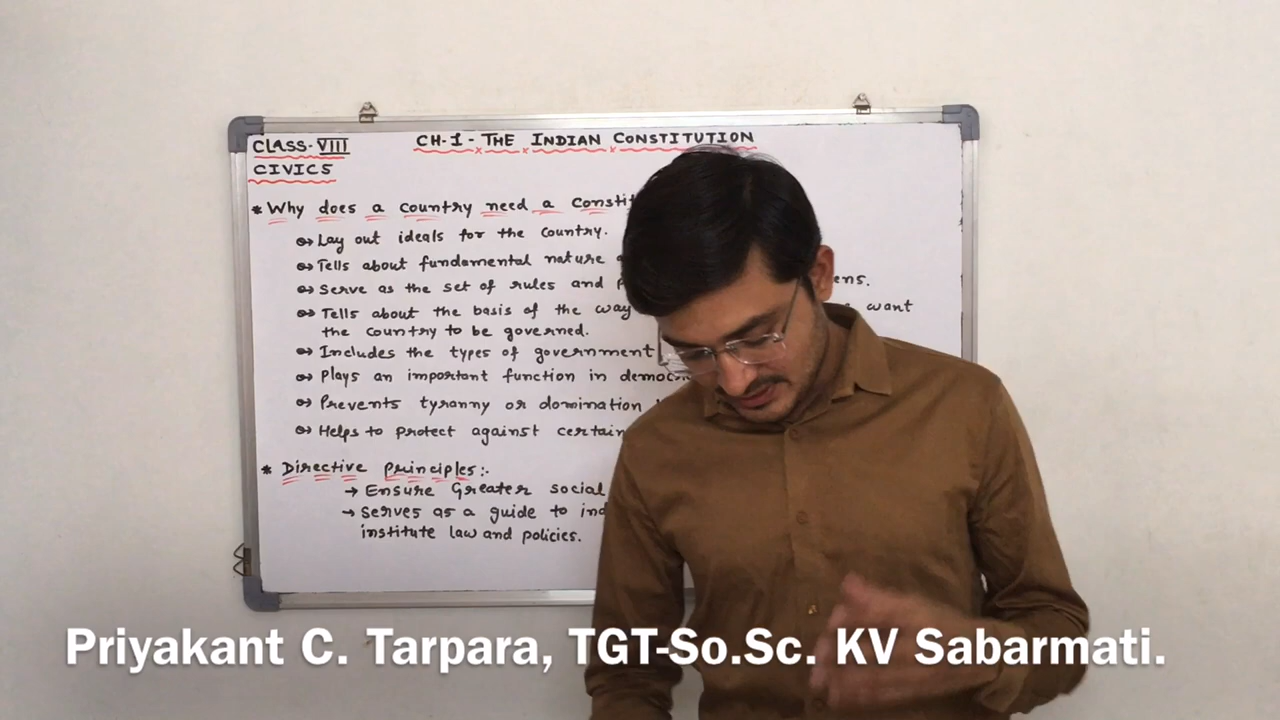 CLASS-VIII
CH-1 - THE INDIAN CONSTITUTION
CIVICS
* Why does a country need a
Lay out ideals for the country.
Tells about fundamental nature
Serve as the set of rules and
Tells about the basis of the way want
the country to be governed.
Includes the types of government
Plays an important function in
Prevents tyranny or domination
Helps to protect against certain
* Directive principles:-
→ Ensure Greater social
→ Serves as a guide to
institute law and policies.
Priyakant C. Tarpara, TGT-So.Sc. KV Sabarmati.